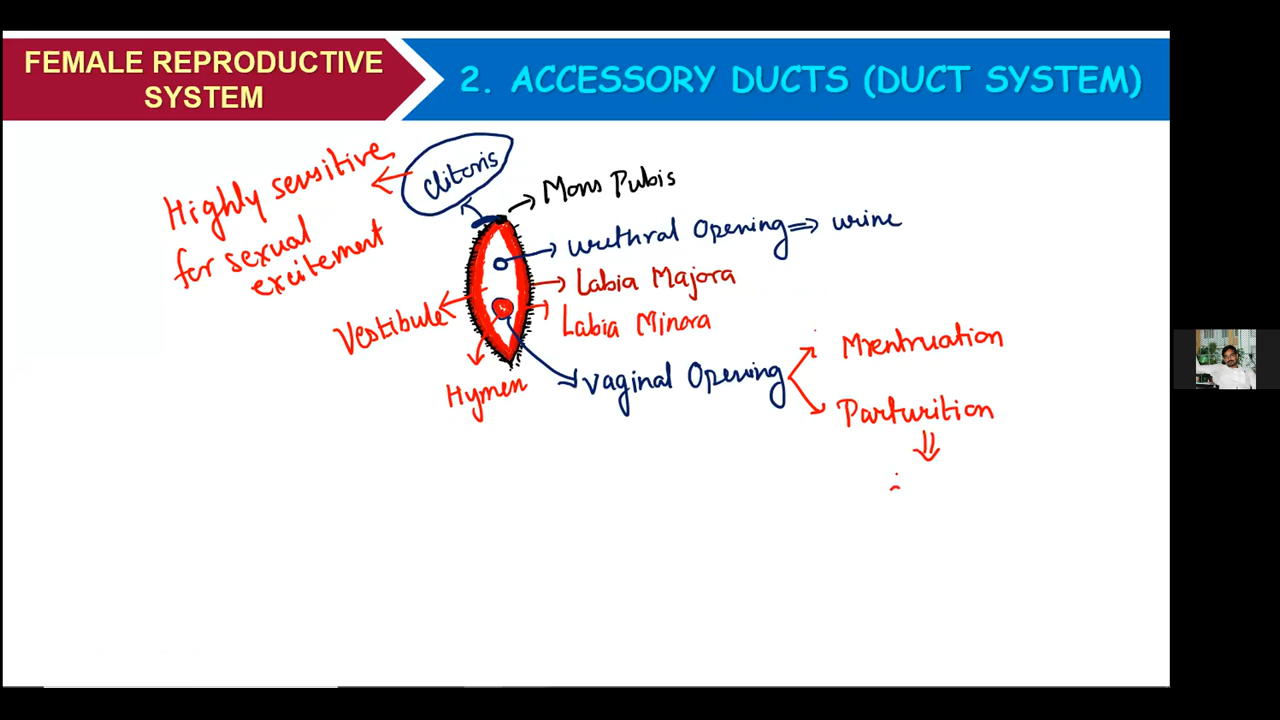 FEMALE REPRODUCTIVE
SYSTEM
2. ACCESSORY DUCTS (DUCT SYSTEM)
Highly sensitive
for sexual
excitement
clitoris
Mons Pubis
Urethral Opening ⇒ urine
Labia Majora
Labia Minora
Vestibule
Hymen
Vaginal Opening
Mrentruation
Parturition